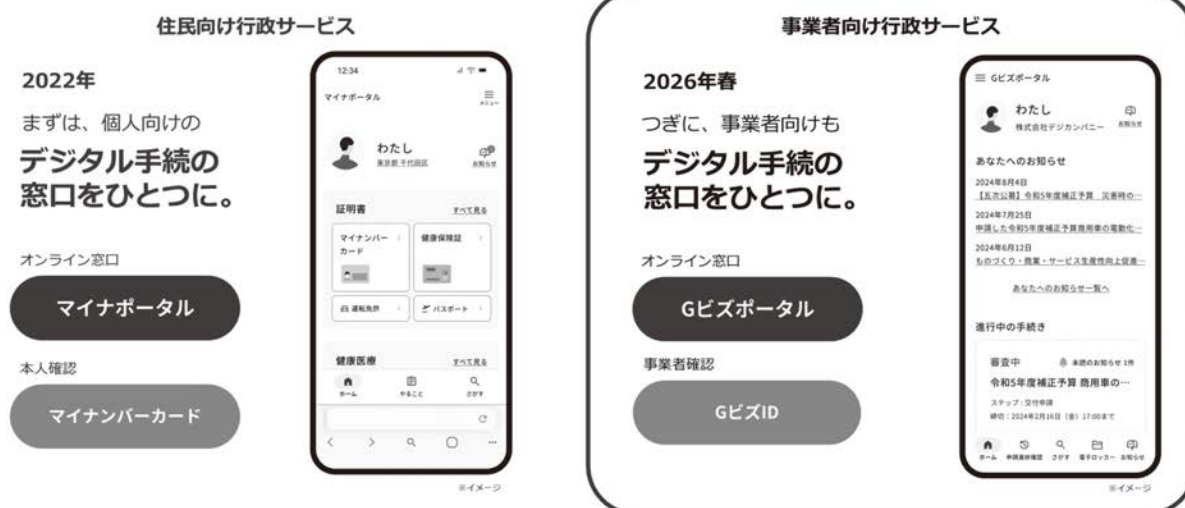 住民向け行政サービス
2022年
まずは、個人向けの
デジタル手続の
窓口をひとつに。
オンライン窓口
マイナポータル
本人確認
マイナンバーカード
12:34
マイナポータル
メニュー
わたし
東京都 千代田区
お知らせ
証明書
すべて見る
マイナンバー
カード
健康保険証
運転免許
パスポート
健康医療
すべて見る
ホーム
やること
さがす
※イメージ
事業者向け行政サービス
2026年春
つぎに、事業者向けも
デジタル手続の
窓口をひとつに。
オンライン窓口
Gビズポータル
事業者確認
GビズID
Gビズポータル
わたし
株式会社デジカンパニー
お知らせ
あなたへのお知らせ
2024年8月4日
【五次公募】令和5年度補正予算 災害時の…
2024年7月25日
申請した令和5年度補正予算商用車の電動化…
2024年6月12日
ものづくり・商業・サービス生産性向上促進…
あなたへのお知らせ一覧へ
進行中の手続き
審査中
未読のお知らせ 1件
令和5年度補正予算 商用車の…
ステップ:交付申請
締切:2024年2月16日(金)17:00まで
ホーム
申請進捗確認
さがす
電子ロッカー
お知らせ
※イメージ